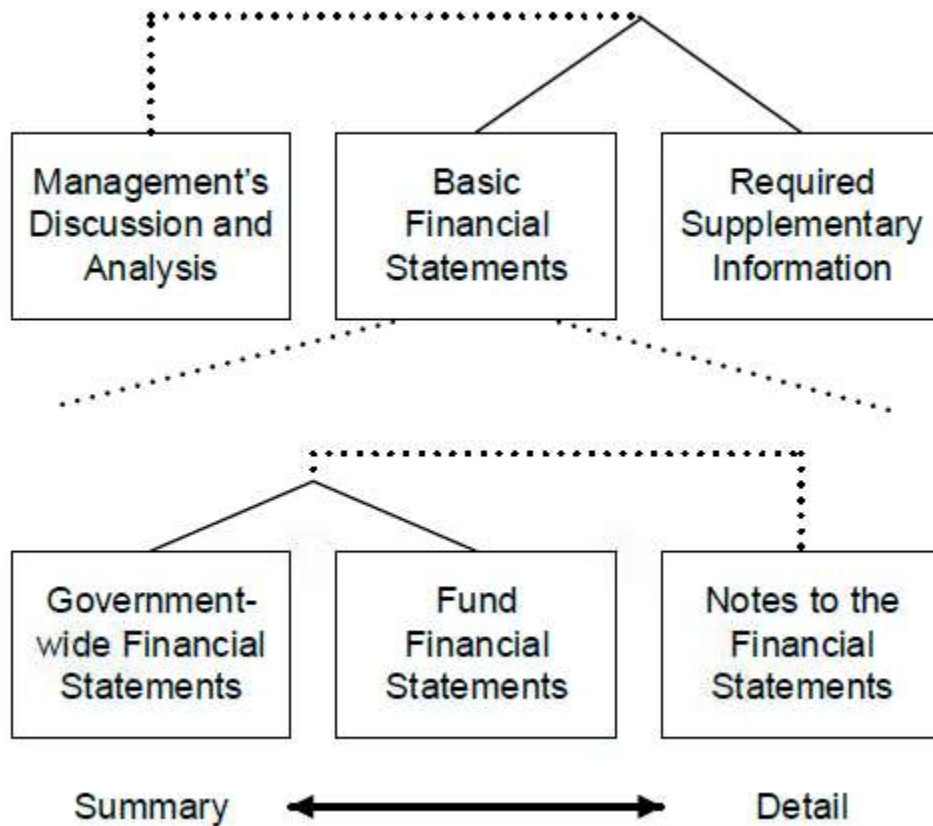 Management's
Discussion and
Analysis
Basic
Financial
Statements
Required
Supplementary
Information
Government-
wide Financial
Statements
Fund
Financial
Statements
Notes to the
Financial
Statements
Summary
Detail